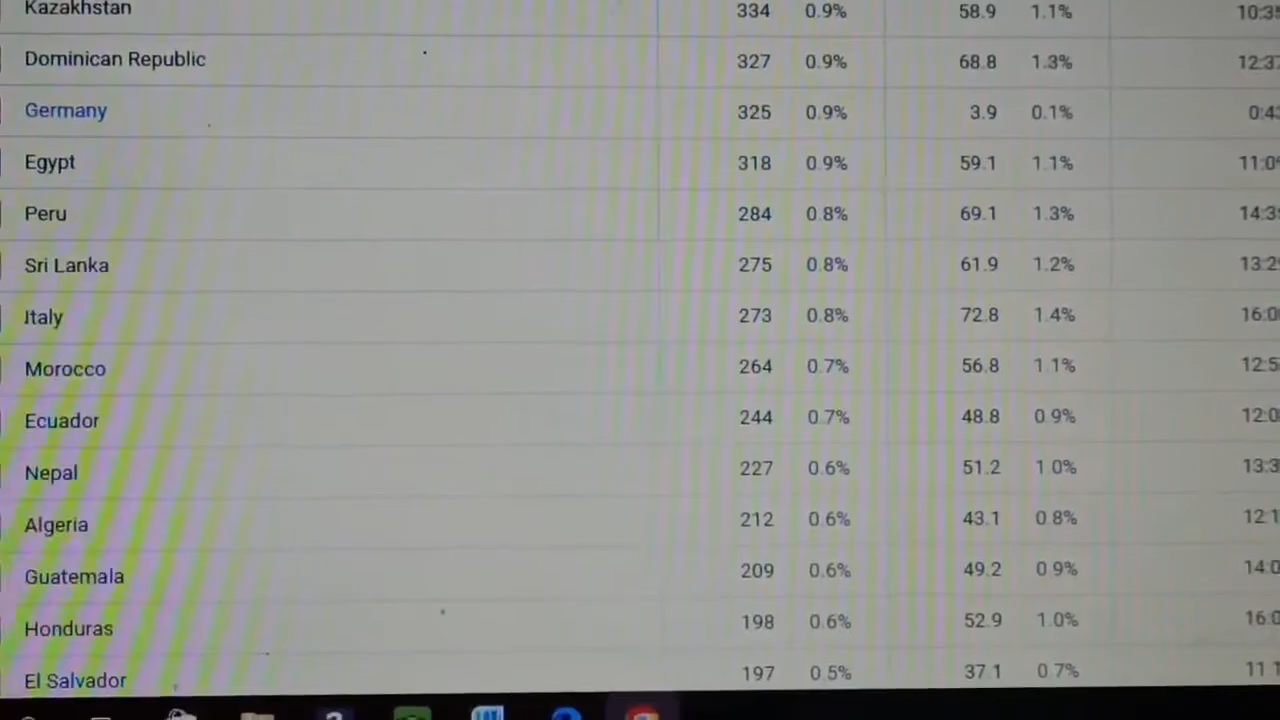 Kazakhstan 334 0.9% 58.9 1.1%
Dominican Republic 327 0.9% 68.8 1.3%
Germany 325 0.9% 3.9 0.1%
Egypt 318 0.9% 59.1 1.1%
Peru 284 0.8% 69.1 1.3%
Sri Lanka 275 0.8% 61.9 1.2%
Italy 273 0.8% 72.8 1.4%
Morocco 264 0.7% 56.8 1.1%
Ecuador 244 0.7% 48.8 0.9%
Nepal 227 0.6% 51.2 1.0%
Algeria 212 0.6% 43.1 0.8%
Guatemala 209 0.6% 49.2 0.9%
Honduras 198 0.6% 52.9 1.0%
El Salvador 197 0.5% 37.1 0.7%